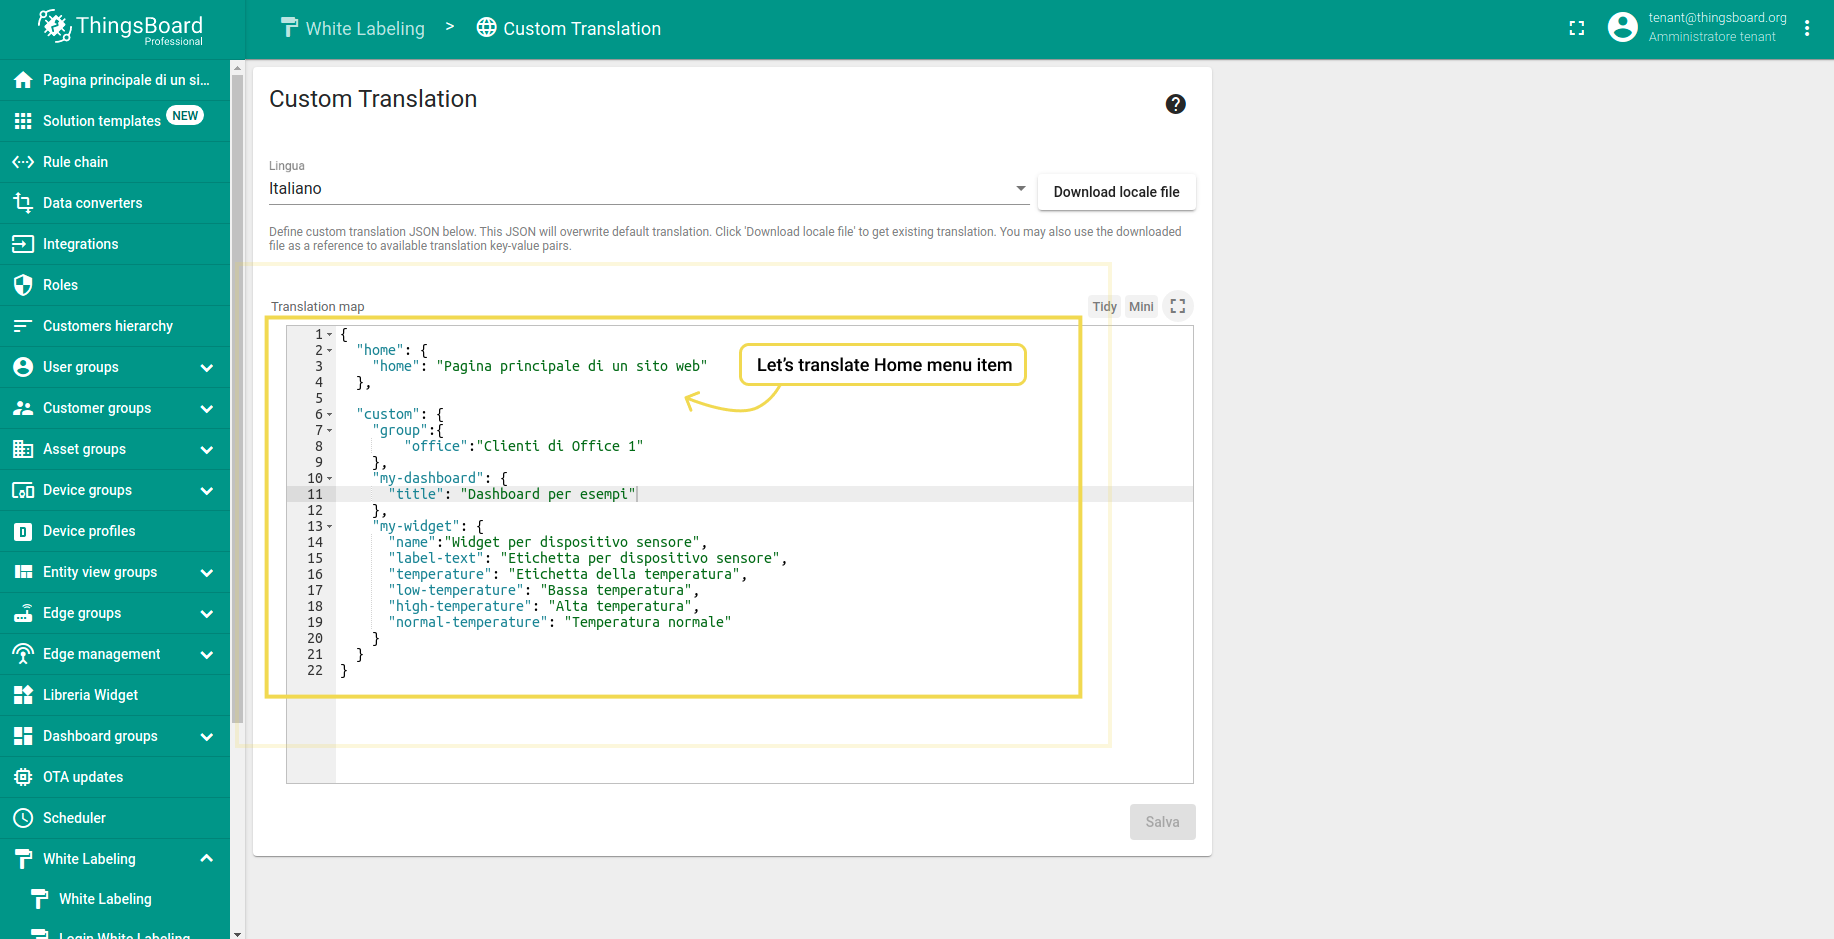 ThingsBoard
Professional
White Labeling > Custom Translation
tenant@thingsboard.org
Amministratore tenant
Pagina principale di un si...
Solution templates NEW
Rule chain
Data converters
Integrations
Roles
Customers hierarchy
User groups
Customer groups
Asset groups
Device groups
Device profiles
Entity view groups
Edge groups
Edge management
Libreria Widget
Dashboard groups
OTA updates
Scheduler
White Labeling
White Labeling
Login White Labeling
Custom Translation
Lingua
Italiano
Download locale file
Define custom translation JSON below. This JSON will overwrite default translation. Click 'Download locale file' to get existing translation. You may also use the downloaded
file as a reference to available translation key-value pairs.
Translation map
Tidy Mini
1 {
2 "home": {
3 "home": "Pagina principale di un sito web"
4 },
5
6 "custom": {
7 "group":{
8 "office":"Clienti di Office 1"
9 },
10 "my-dashboard": {
11 "title": "Dashboard per esempi"
12 },
13 "my-widget": {
14 "name":"Widget per dispositivo sensore",
15 "label-text": "Etichetta per dispositivo sensore",
16 "temperature": "Etichetta della temperatura",
17 "low-temperature": "Bassa temperatura",
18 "high-temperature": "Alta temperatura",
19 "normal-temperature": "Temperatura normale"
20 }
21 }
22 }
Let's translate Home menu item
Salva